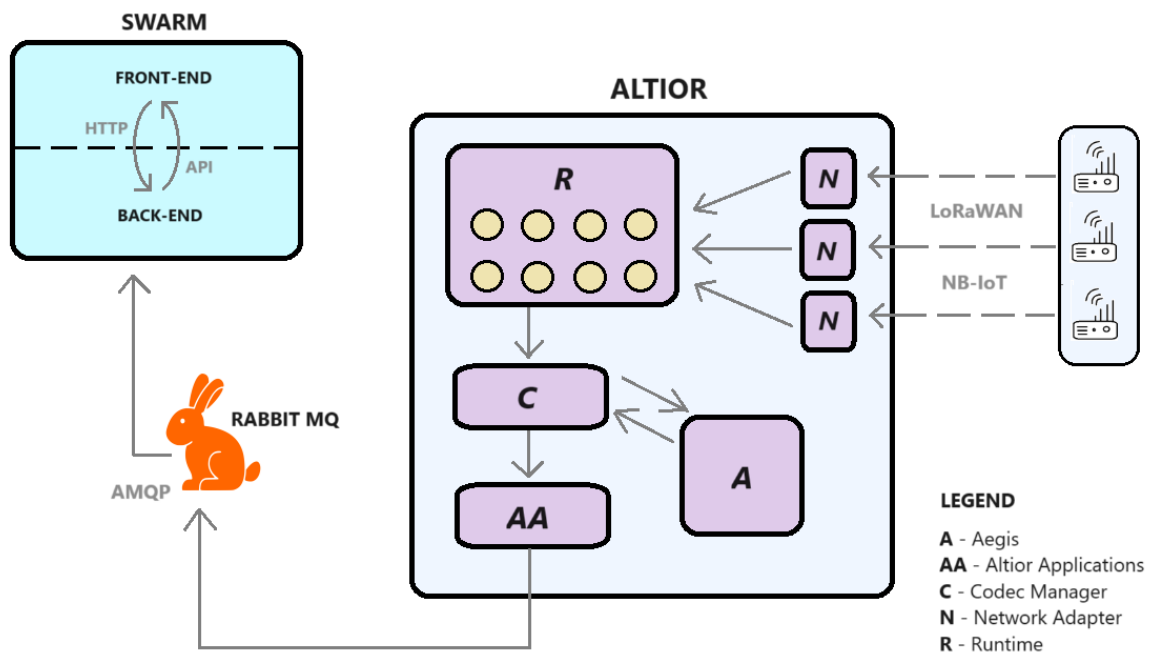 SWARM
FRONT-END
HTTP
API
BACK-END
ALTIOR
R
N
N
N
LoRaWAN
NB-IoT
C
A
AA
RABBIT MQ
AMQP
LEGEND
A - Aegis
AA - Altior Applications
C - Codec Manager
N - Network Adapter
R - Runtime